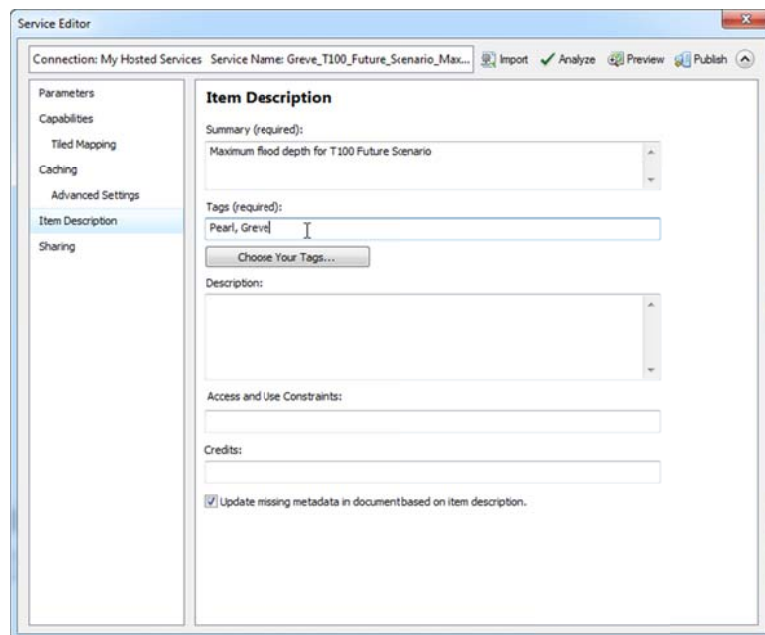 Service Editor
Connection: My Hosted Services Service Name: Greve_T100_Future_Scenario_Max... Import Analyze Preview Publish
Parameters
Capabilities
Tiled Mapping
Caching
Advanced Settings
Item Description
Sharing
Item Description
Summary (required):
Maximum flood depth for T100 Future Scenario
Tags (required):
Pearl, Greve
Choose Your Tags...
Description:
Access and Use Constraints:
Credits:
Update missing metadata in document based on item description.